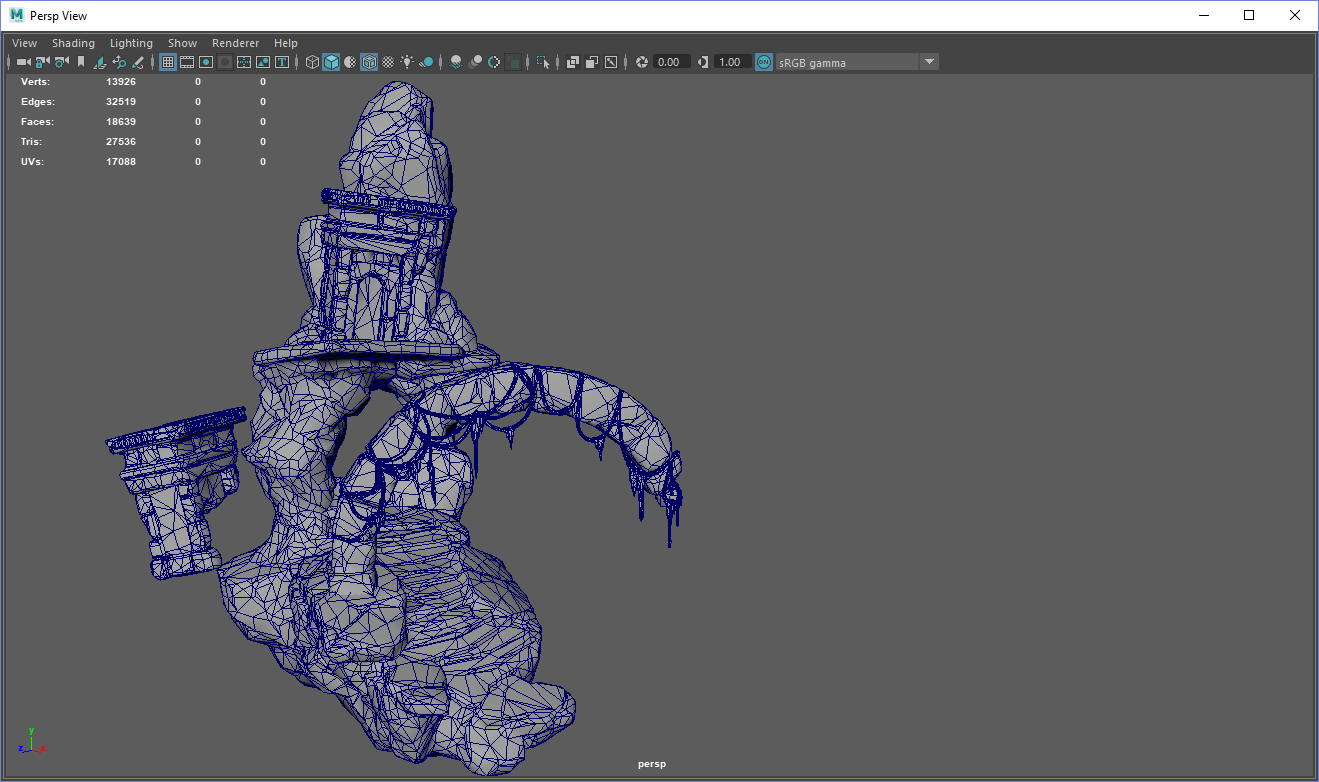 M Persp View
View Shading Lighting Show Renderer Help
T 0.00 1.00 ON sRGB gamma
Verts: 13926 0 0
Edges: 32519 0 0
Faces: 18639 0 0
Tris: 27536 0 0
UVs: 17088 0 0
y
z x
persp